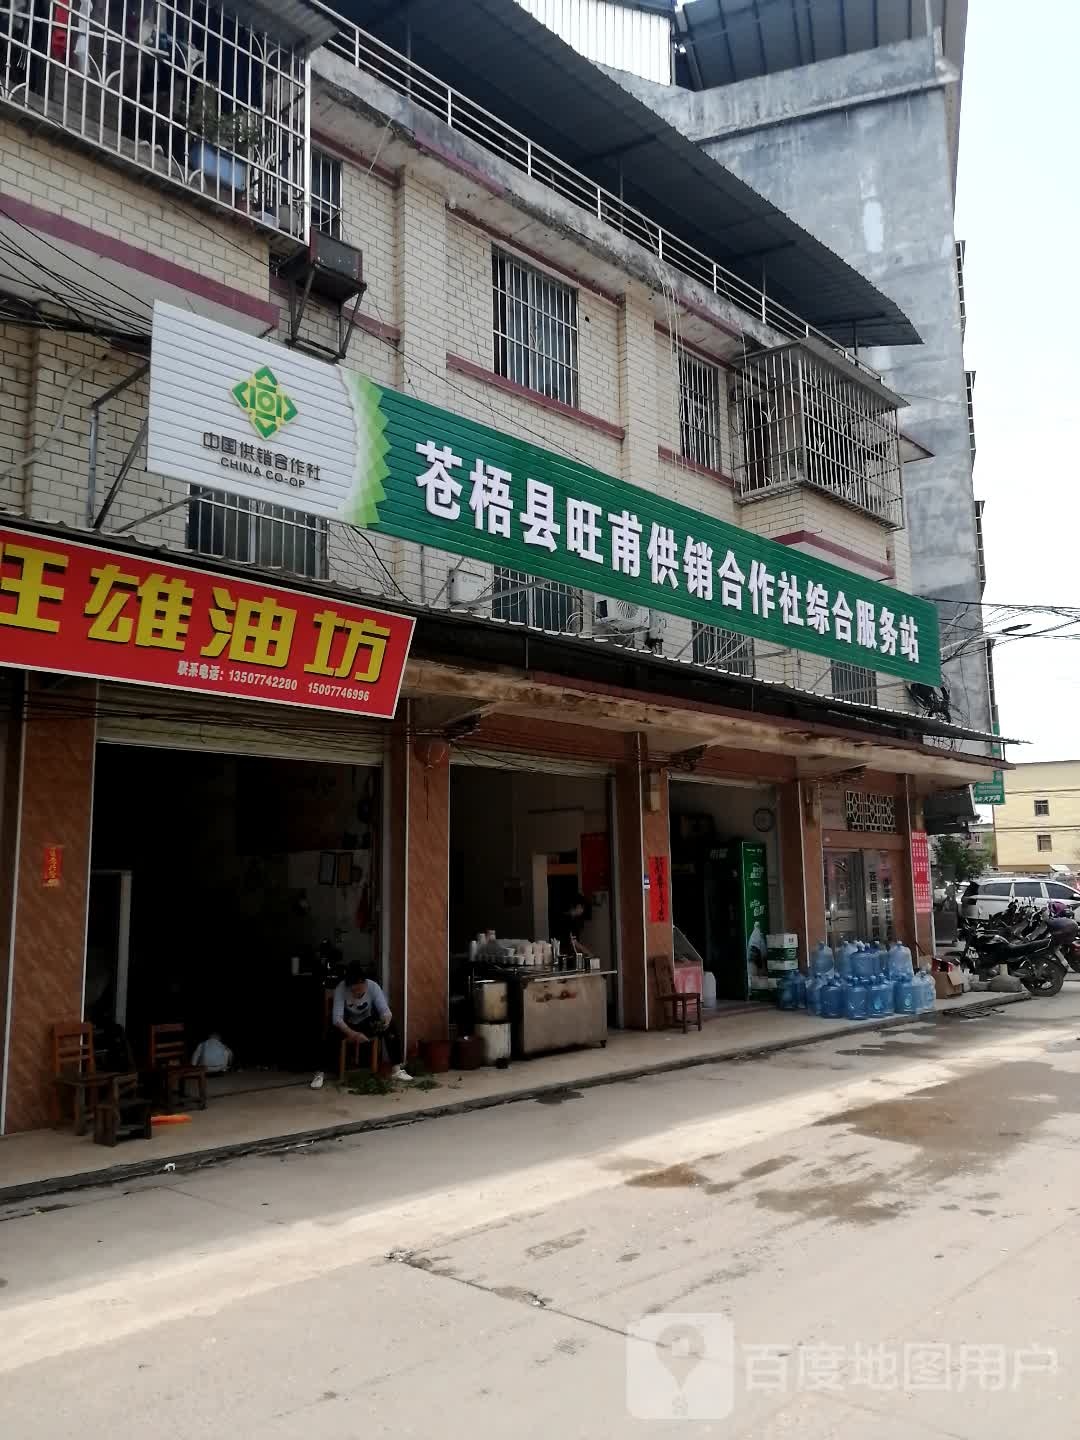 中国供销合作社
CHINA CO-OP
苍梧县旺甫供销合作社综合服务站
旺雄油坊
联系电话：13507742280 15007746996
百度地图用户